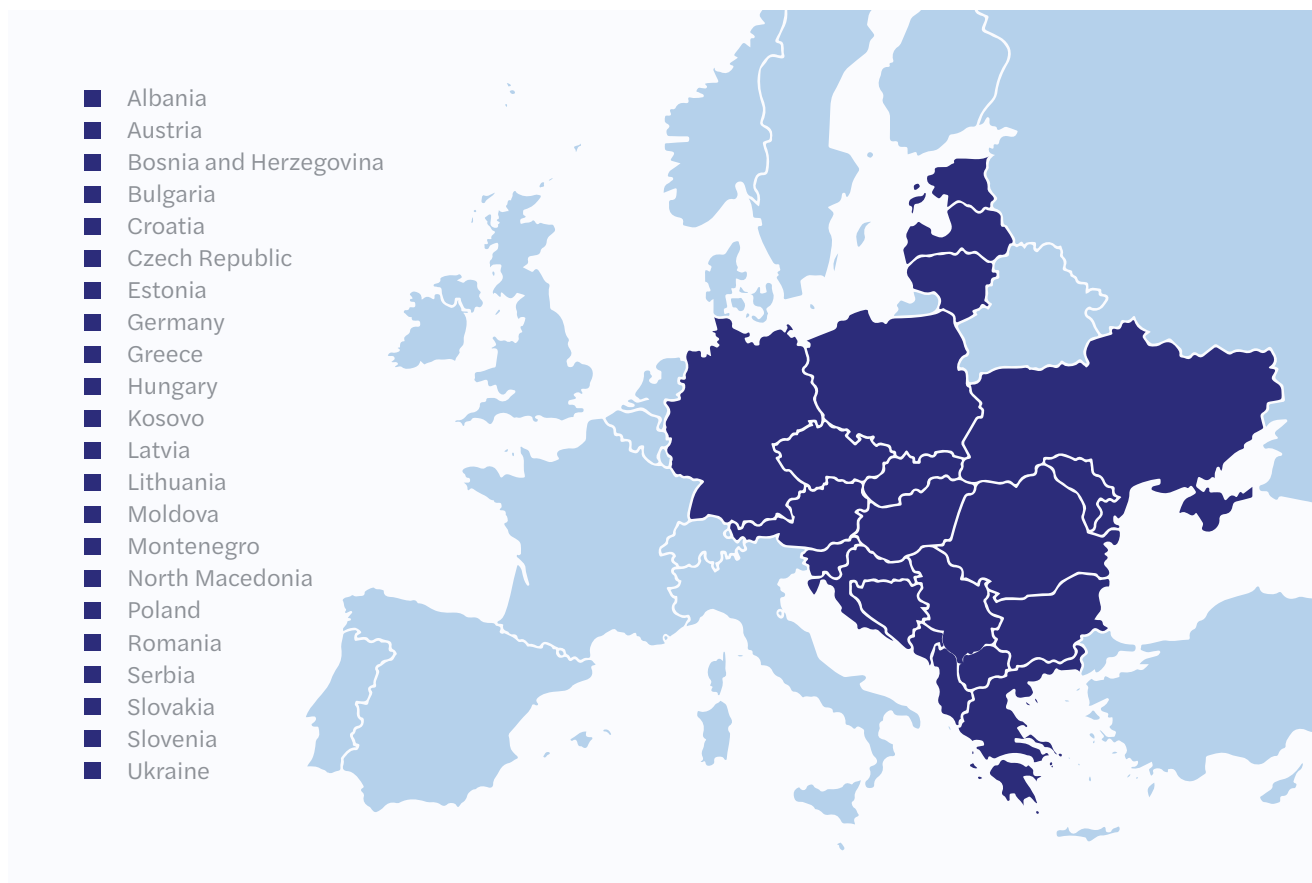 Albania
Austria
Bosnia and Herzegovina
Bulgaria
Croatia
Czech Republic
Estonia
Germany
Greece
Hungary
Kosovo
Latvia
Lithuania
Moldova
Montenegro
North Macedonia
Poland
Romania
Serbia
Slovakia
Slovenia
Ukraine